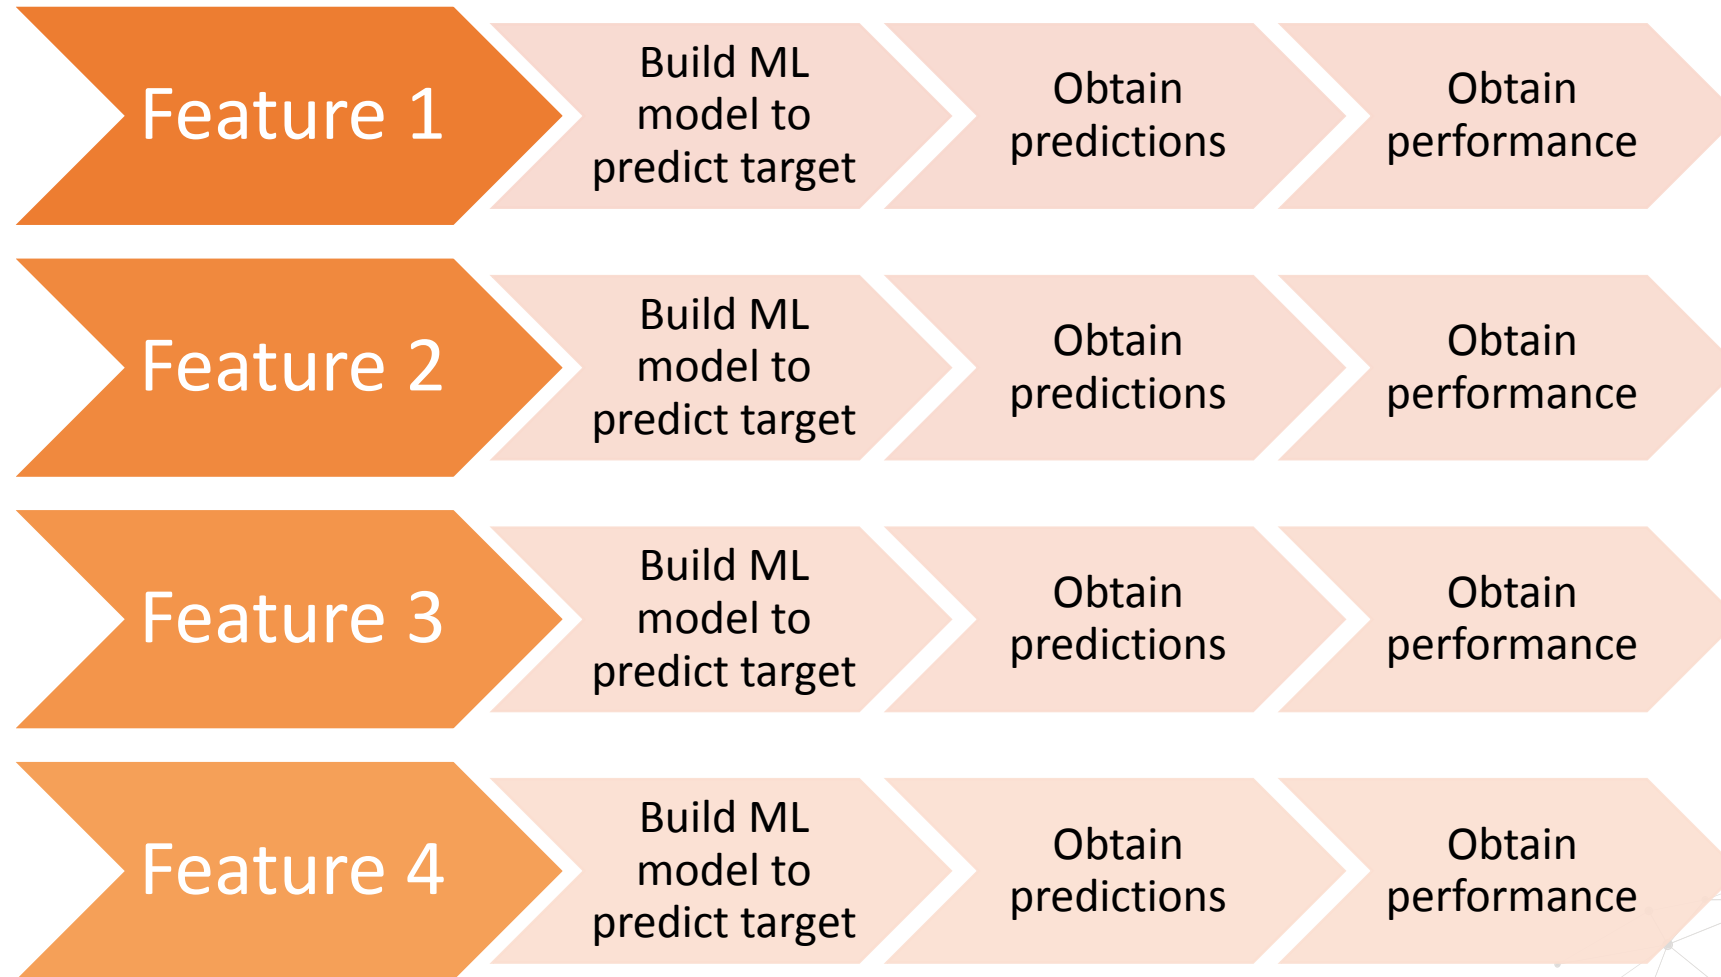 Feature 1
Build ML
model to
predict target
Obtain
predictions
Obtain
performance
Feature 2
Build ML
model to
predict target
Obtain
predictions
Obtain
performance
Feature 3
Build ML
model to
predict target
Obtain
predictions
Obtain
performance
Feature 4
Build ML
model to
predict target
Obtain
predictions
Obtain
performance